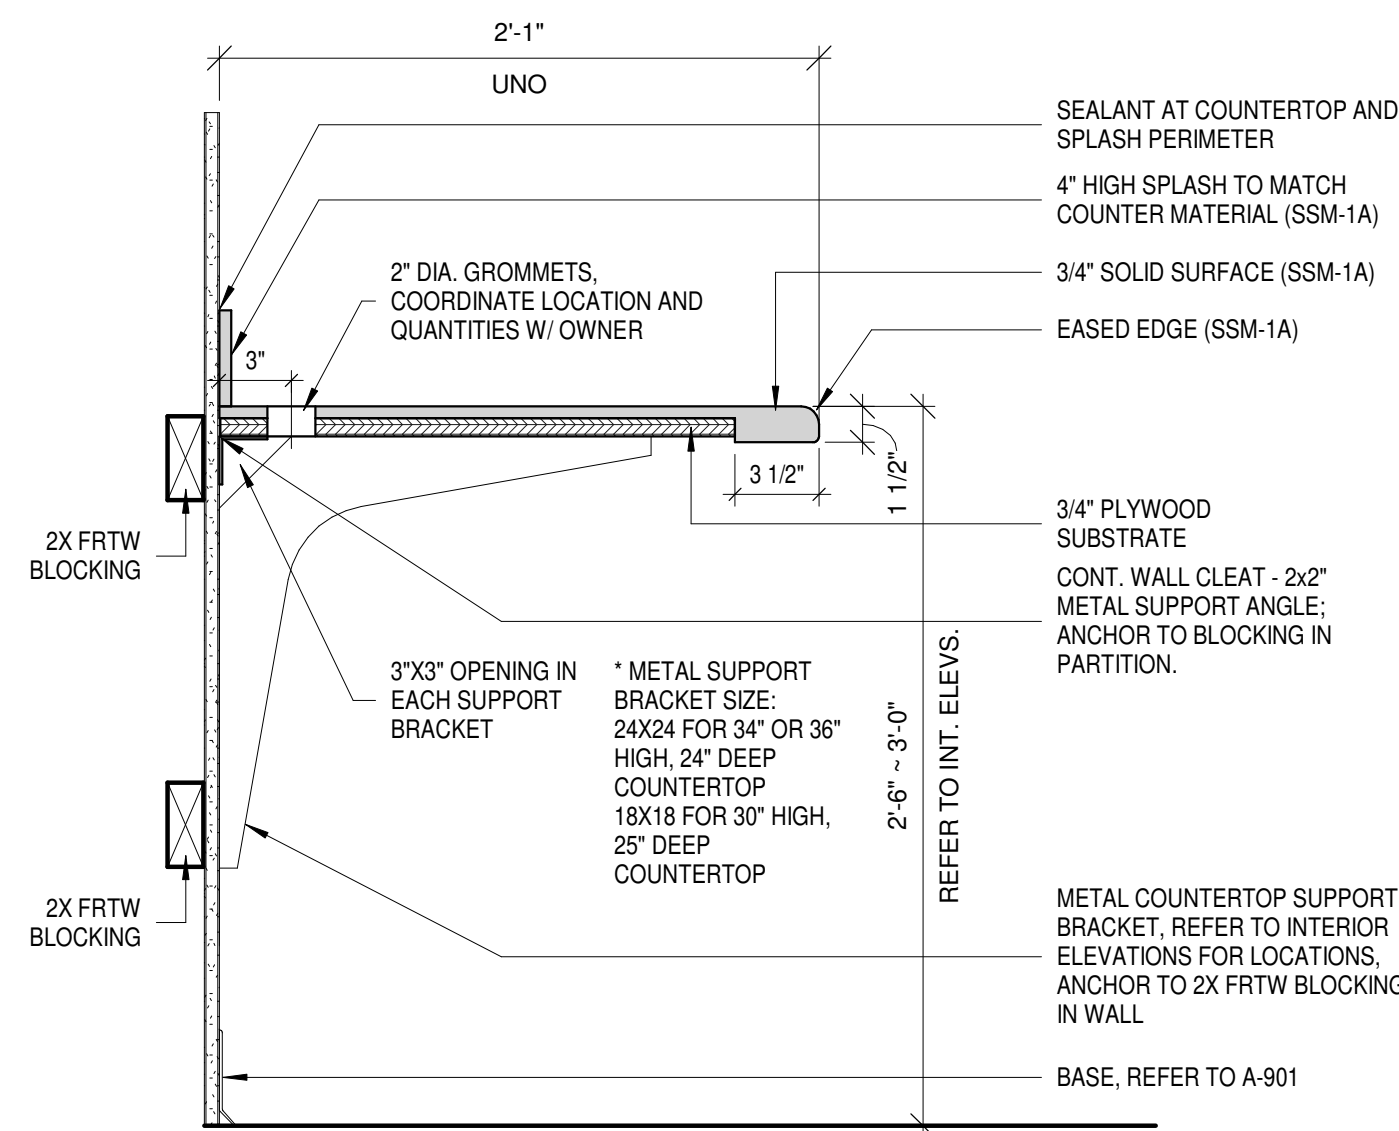 2'-1"
UNO
SEALANT AT COUNTERTOP AND
SPLASH PERIMETER
4" HIGH SPLASH TO MATCH
COUNTER MATERIAL (SSM-1A)
2" DIA. GROMMETS,
COORDINATE LOCATION AND
QUANTITIES W/ OWNER
3/4" SOLID SURFACE (SSM-1A)
EASED EDGE (SSM-1A)
3"
3 1/2"
1 1/2"
2X FRTW
BLOCKING
3/4" PLYWOOD
SUBSTRATE
CONT. WALL CLEAT - 2x2"
METAL SUPPORT ANGLE;
ANCHOR TO BLOCKING IN
PARTITION.
3"X3" OPENING IN
EACH SUPPORT
BRACKET
* METAL SUPPORT
BRACKET SIZE:
24X24 FOR 34" OR 36"
HIGH, 24" DEEP
COUNTERTOP
18X18 FOR 30" HIGH,
25" DEEP
COUNTERTOP
2'-6" ~ 3'-0"
REFER TO INT. ELEVS.
2X FRTW
BLOCKING
METAL COUNTERTOP SUPPORT
BRACKET, REFER TO INTERIOR
ELEVATIONS FOR LOCATIONS,
ANCHOR TO 2X FRTW BLOCKING
IN WALL
BASE, REFER TO A-901